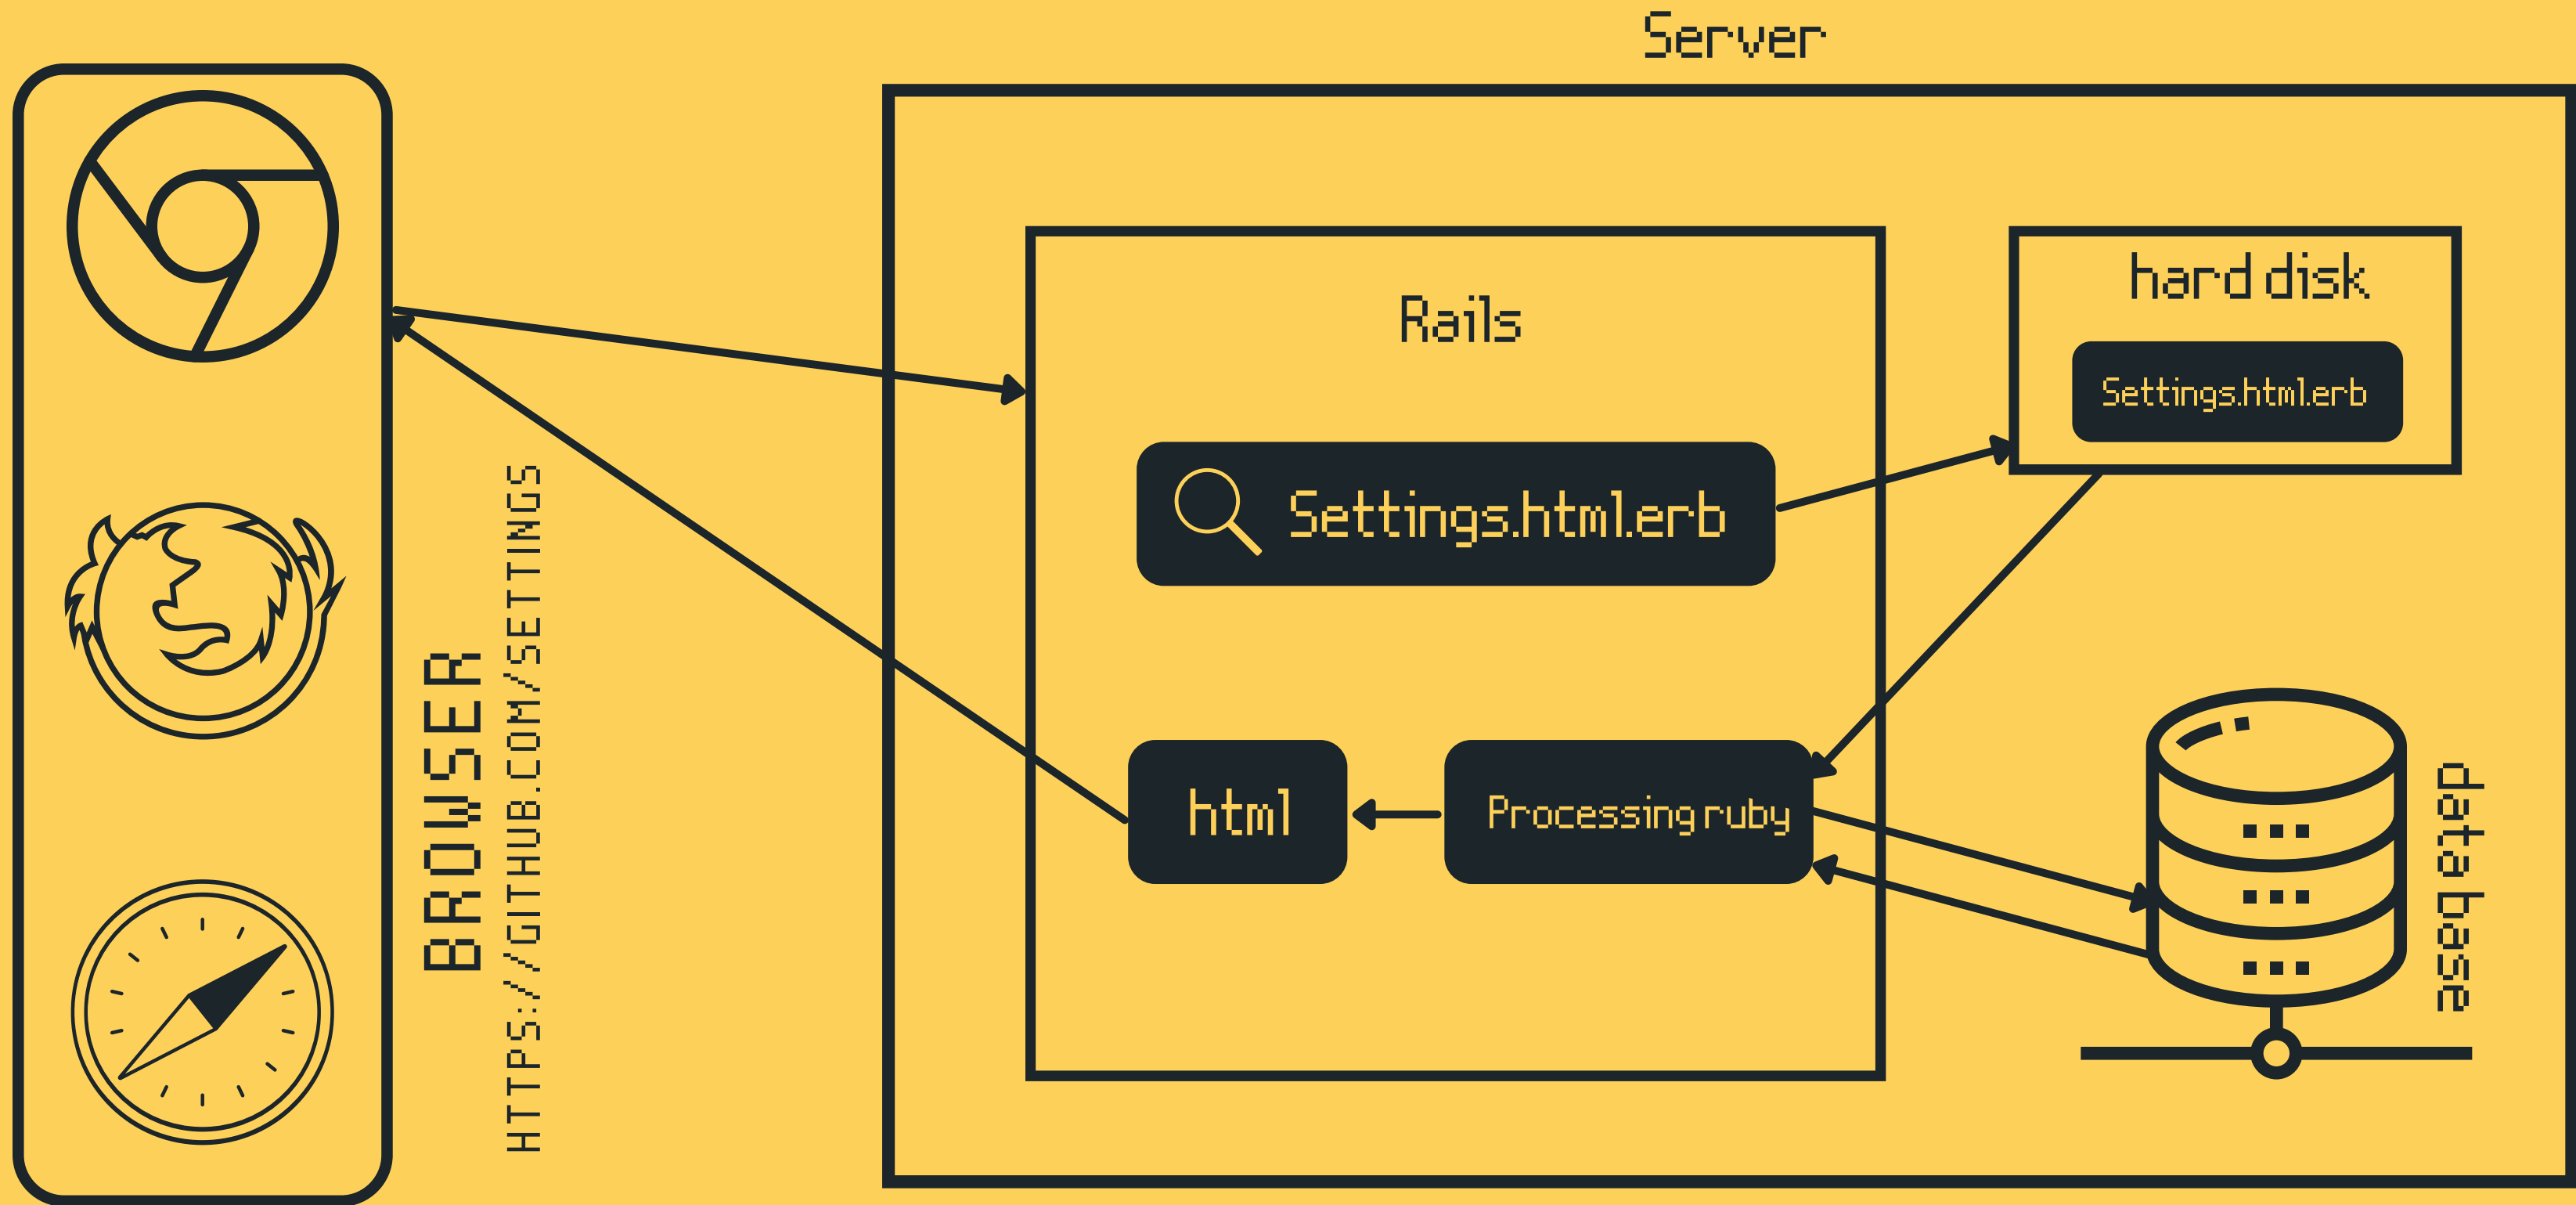 Server
BROWSER
HTTPS://GITHUB.COM/SETTINGS
Rails
Settings.html.erb
hard disk
Settings.html.erb
html
Processing ruby
data base